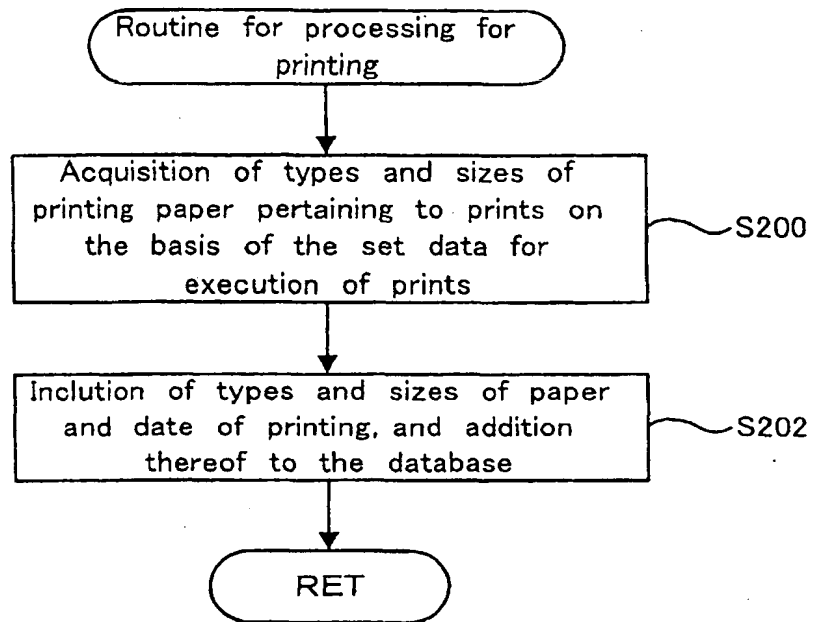 Routine for processing for
printing
Acquisition of types and sizes of
printing paper pertaining to prints on
the basis of the set data for
execution of prints
S200
Inclution of types and sizes of paper
and date of printing, and addition
thereof to the database
S202
RET